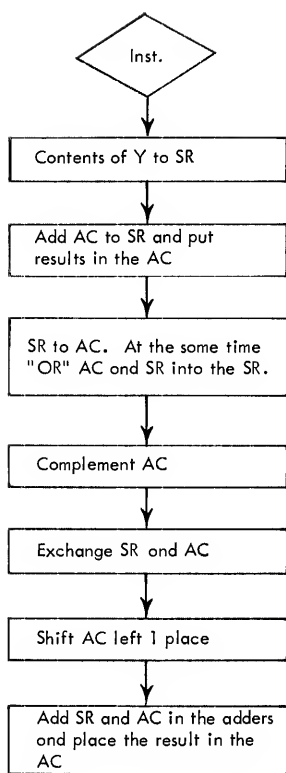 Inst.
Contents of Y to SR
Add AC to SR and put
results in the AC
SR to AC. At the some time
"OR" AC ond SR into the SR.
Complement AC
Exchange SR ond AC
Shift AC left 1 place
Add SR and AC in the adders
ond place the result in the
AC